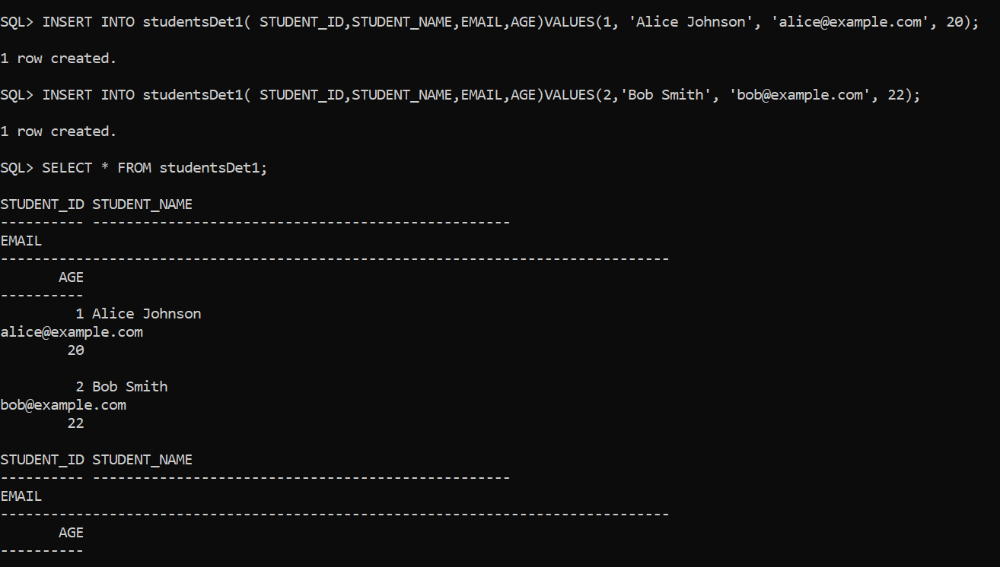 SQL> INSERT INTO studentsDet1( STUDENT_ID,STUDENT_NAME,EMAIL,AGE)VALUES(1, 'Alice Johnson', 'alice@example.com', 20);
1 row created.
SQL> INSERT INTO studentsDet1( STUDENT_ID,STUDENT_NAME,EMAIL,AGE)VALUES(2,'Bob Smith', 'bob@example.com', 22);
1 row created.
SQL> SELECT * FROM studentsDet1;
STUDENT_ID STUDENT_NAME
---------- --------------------------------------------------
EMAIL
--------------------------------------------------------------------------------
       AGE
----------
         1 Alice Johnson
alice@example.com
        20
         2 Bob Smith
bob@example.com
        22
STUDENT_ID STUDENT_NAME
---------- --------------------------------------------------
EMAIL
--------------------------------------------------------------------------------
       AGE
----------